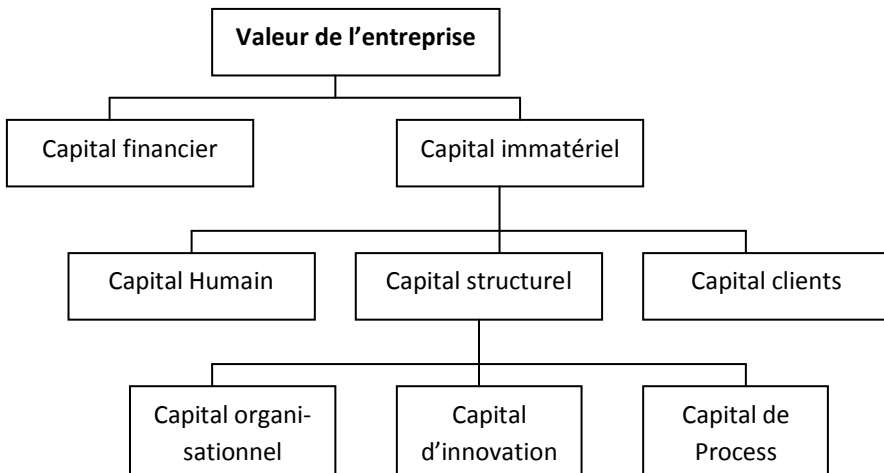 Valeur de l’entreprise
Capital financier
Capital immatériel
Capital Humain
Capital structurel
Capital clients
Capital organi-
sationnel
Capital
d’innovation
Capital de
Process